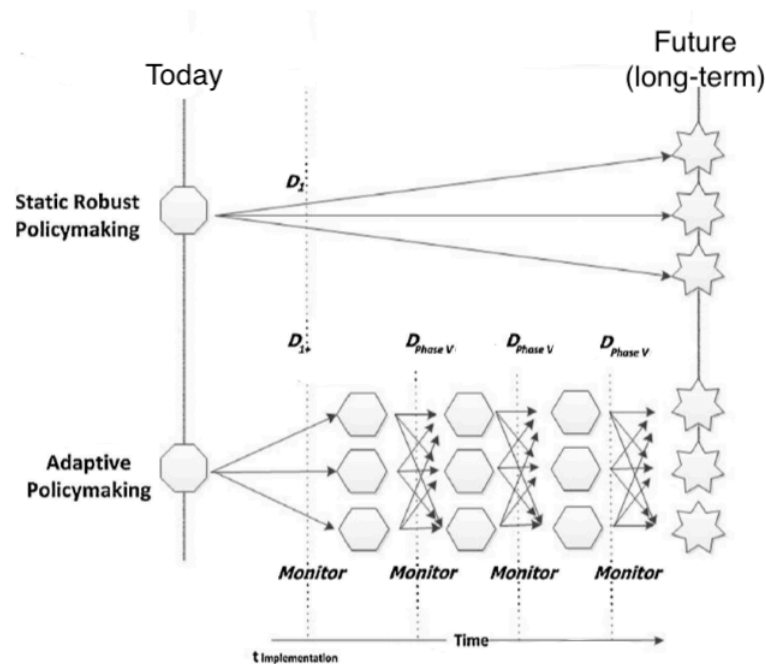 Today
Future
(long-term)
D1
Static Robust
Policymaking
D1+
DPhase V
DPhase V
DPhase V
Adaptive
Policymaking
Monitor
Monitor
Monitor
Monitor
Time
t Implementation